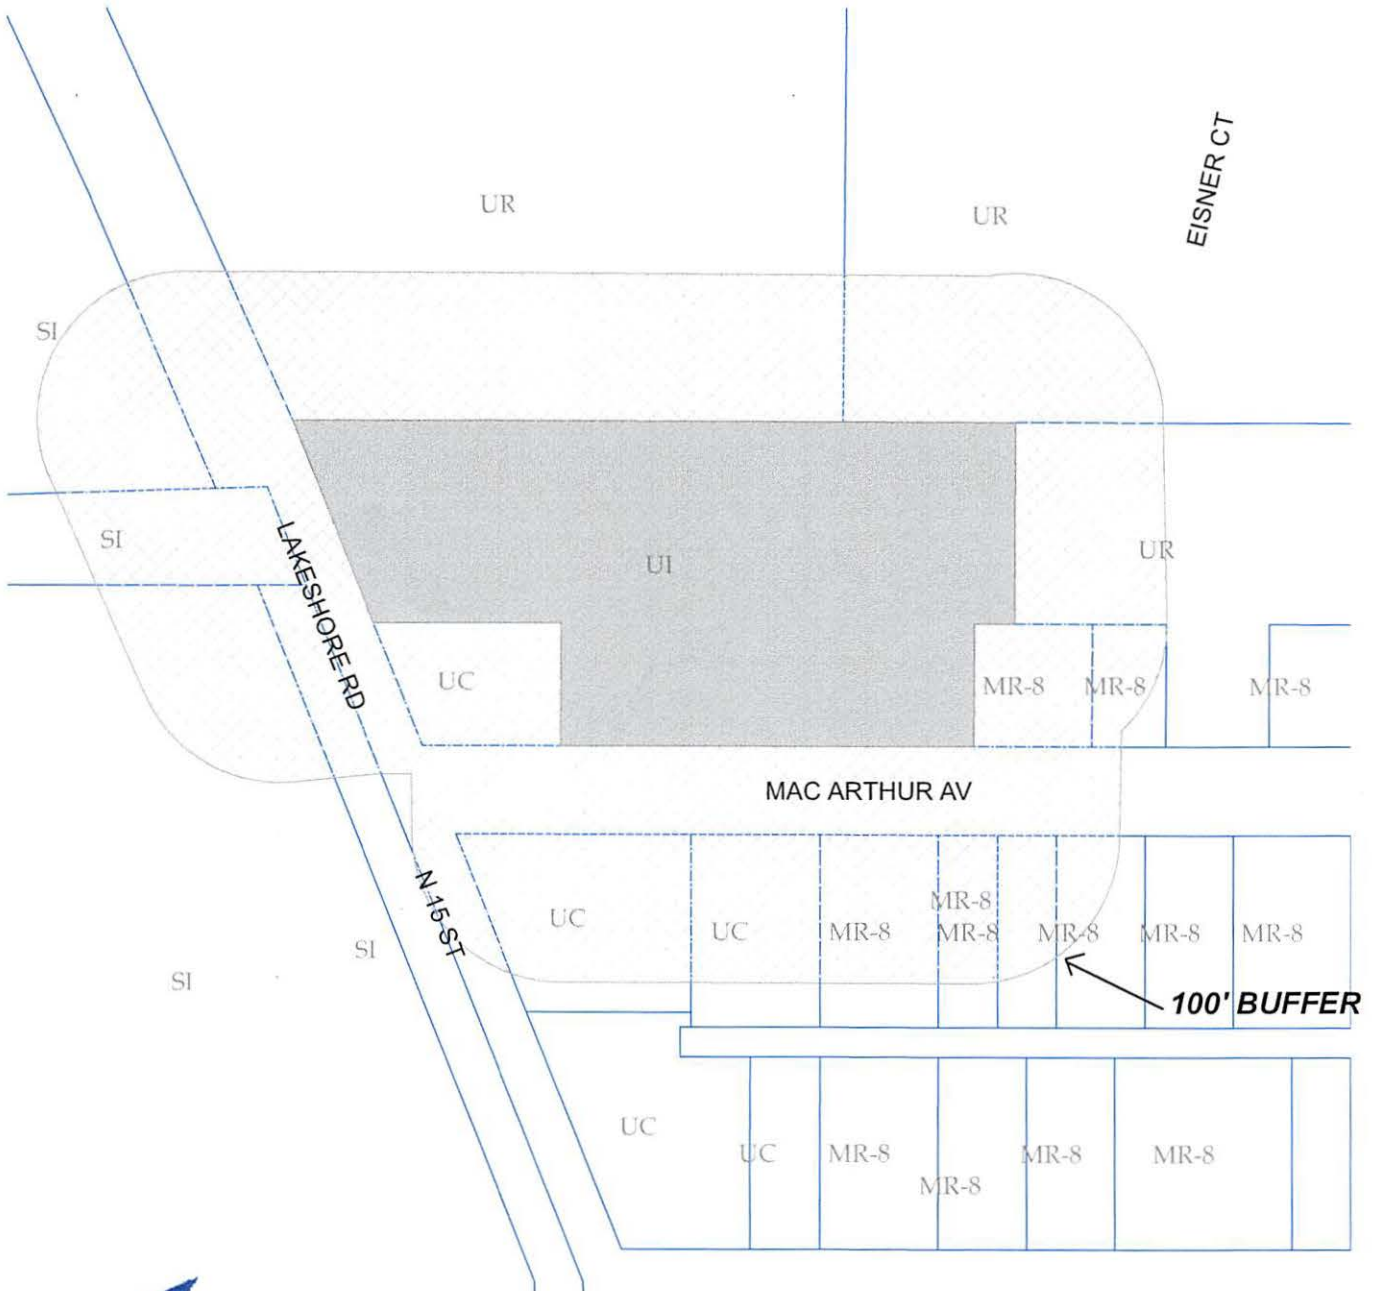 UR
UR
EISNER CT
SI
SI
LAKESHORE RD
UI
UR
UC
MR-8
MR-8
MR-8
MAC ARTHUR AV
N 15 ST
UC
UC
MR-8
MR-8
MR-8
MR-8
MR-8
MR-8
SI
SI
100' BUFFER
UC
UC
MR-8
MR-8
MR-8
MR-8